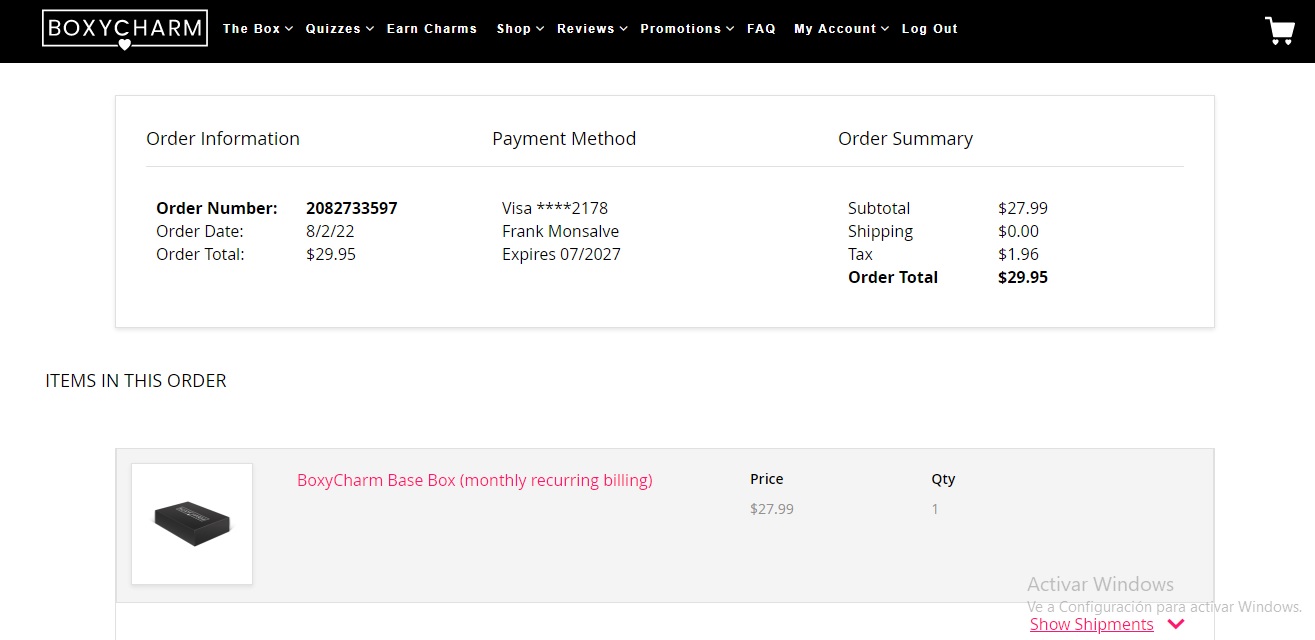 BOXYCHARM The Box Quizzes Earn Charms Shop Reviews Promotions FAQ My Account Log Out
Order Information Payment Method Order Summary
Order Number: 2082733597 Visa ****2178 Subtotal $27.99
Order Date: 8/2/22 Frank Monsalve Shipping $0.00
Order Total: $29.95 Expires 07/2027 Tax $1.96
Order Total $29.95
ITEMS IN THIS ORDER
BoxyCharm Base Box (monthly recurring billing) Price Qty
$27.99 1
BOXYCHARM
Activar Windows
Ve a Configuración para activar Windows.
Show Shipments